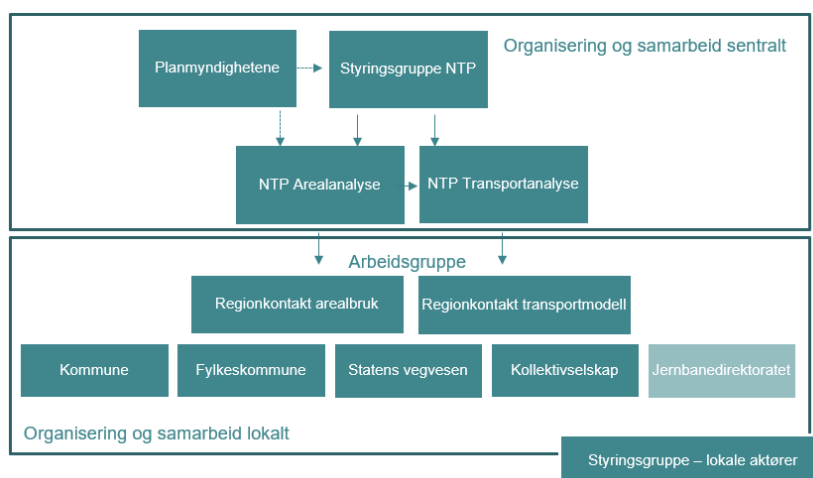 Organisering og samarbeid sentralt
Planmyndighetene
Styringsgruppe NTP
NTP Arealanalyse
NTP Transportanalyse
Arbeidsgruppe
Regionkontakt arealbruk
Regionkontakt transportmodell
Kommune
Fylkeskommune
Statens vegvesen
Kollektivselskap
Jernbanedirektoratet
Organisering og samarbeid lokalt
Styringsgruppe – lokale aktører